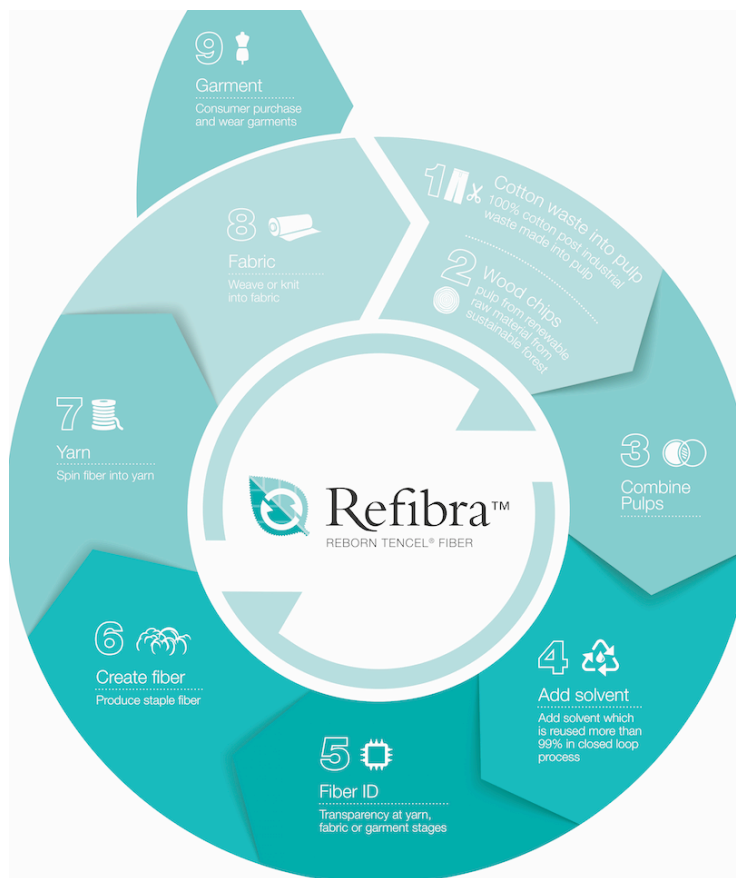 9
Garment
Consumer purchase
and wear garments
1
Cotton waste into pulp
100% cotton post industrial
waste made into pulp
2
Wood chips
pulp from renewable
raw material from
sustainable forest
3
Combine
Pulps
4
Add solvent
Add solvent which
is reused more than
99% in closed loop
process
5
Fiber ID
Transparency at yarn,
fabric or garment stages
6
Create fiber
Produce staple fiber
7
Yarn
Spin fiber into yarn
8
Fabric
Weave or knit
into fabric
Refibra™
REBORN TENCEL® FIBER